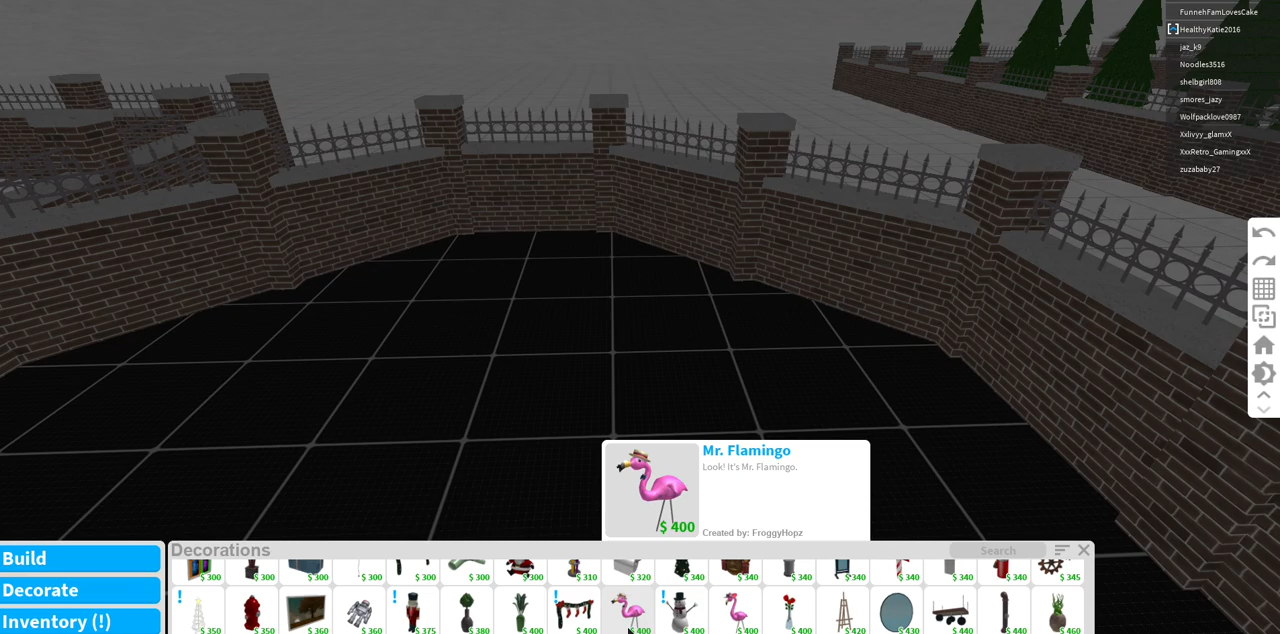 FunnehFamLovesCake
HealthyKatie2016
jaz_k9
Noodles3516
shelbgirl808
smores_jazy
Wolfpacklove0987
Xxlivyy_glamxX
XxxRetro_GamingxxX
zuzababy27
Mr. Flamingo
Look! It's Mr. Flamingo.
$ 400
Created by: FroggyHopz
Build
Decorate
Inventory (!)
Decorations
Search
$ 300 $ 300 $ 300 $ 300 $ 300 $ 300 $ 300 $ 310 $ 320 $ 340 $ 340 $ 340 $ 340 $ 340 $ 340 $ 340 $ 345
! ! ! !
$ 350 $ 350 $ 360 $ 360 $ 375 $ 380 $ 400 $ 400 $ 400 $ 400 $ 400 $ 400 $ 420 $ 430 $ 440 $ 440 $ 460